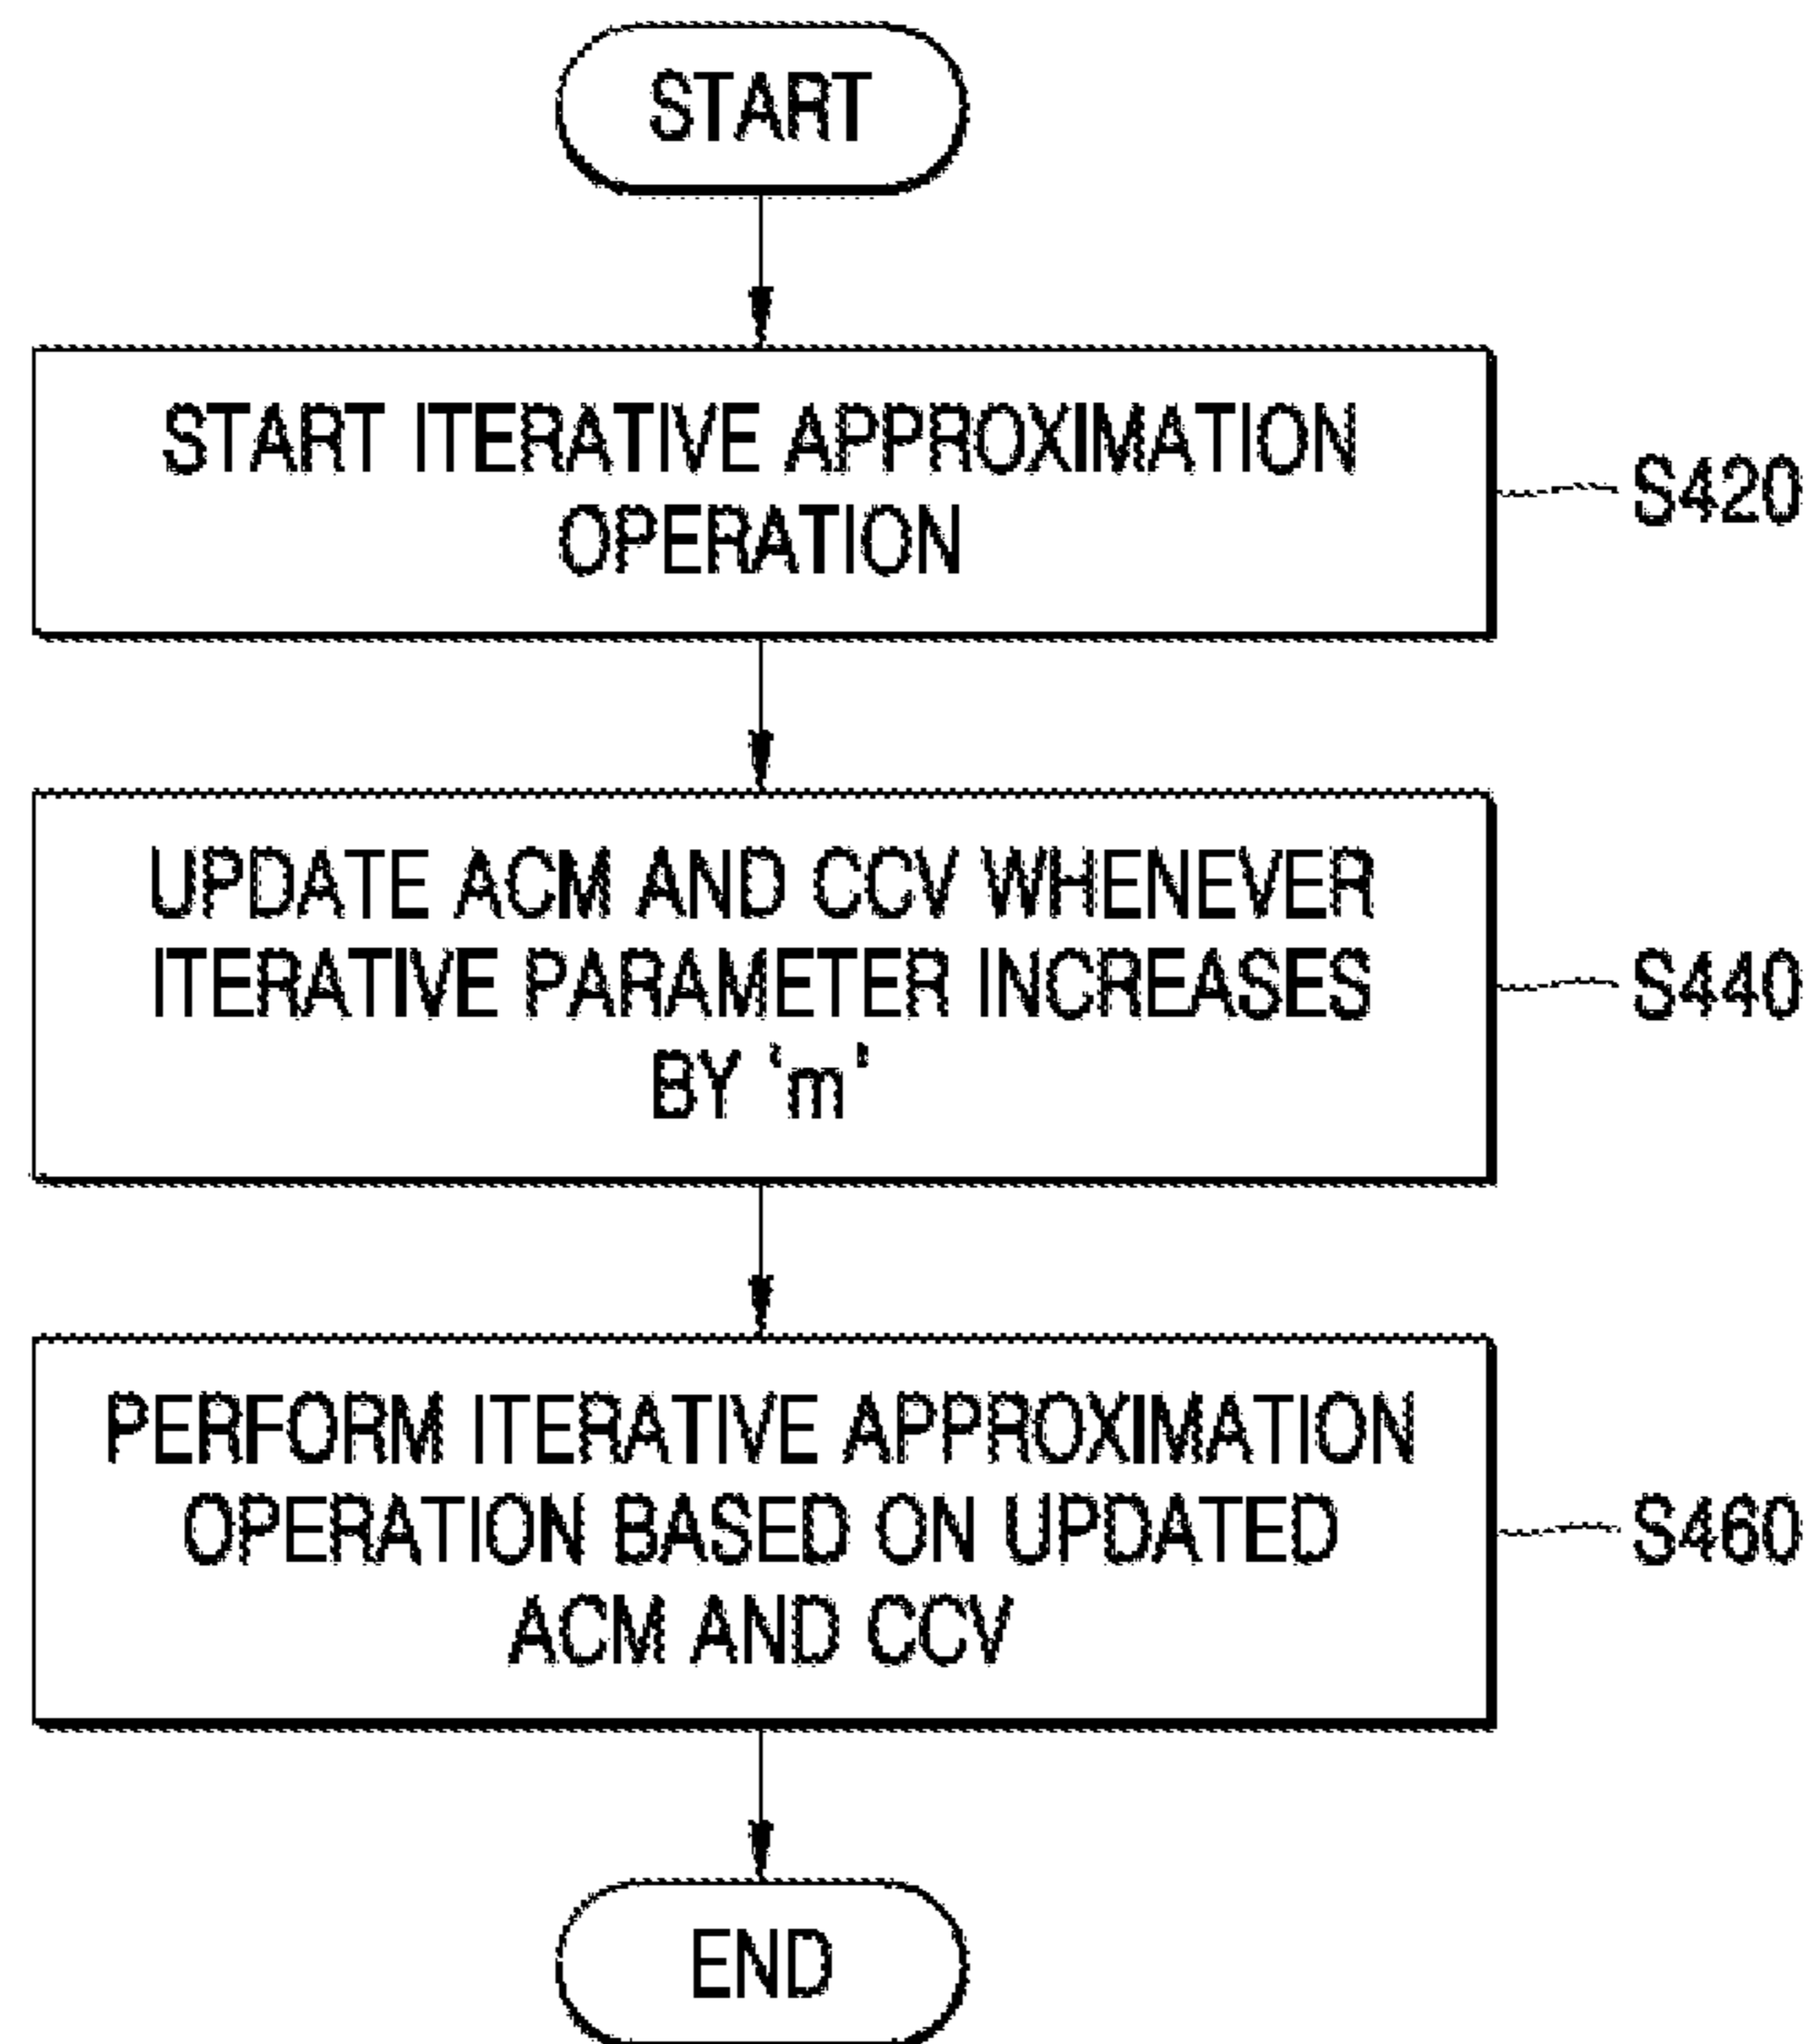 START
START ITERATIVE APPROXIMATION
OPERATION
S420
UPDATE ACM AND CCV WHENEVER
ITERATIVE PARAMETER INCREASES
BY 'm'
S440
PERFORM ITERATIVE APPROXIMATION
OPERATION BASED ON UPDATED
ACM AND CCV
S460
END